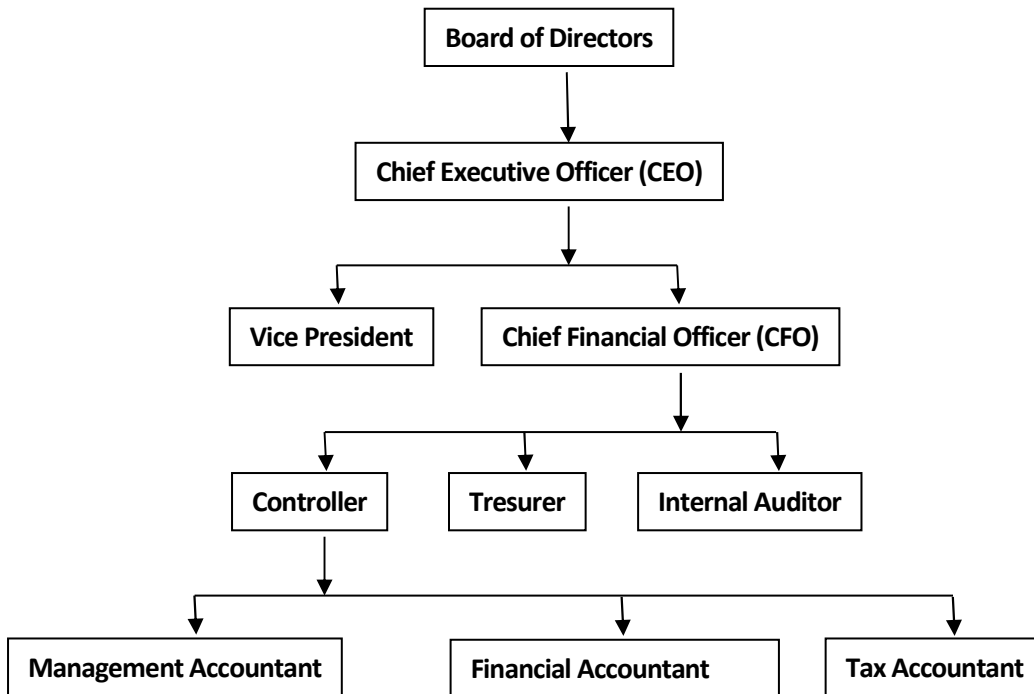 Board of Directors
Chief Executive Officer (CEO)
Vice President
Chief Financial Officer (CFO)
Controller
Tresurer
Internal Auditor
Management Accountant
Financial Accountant
Tax Accountant